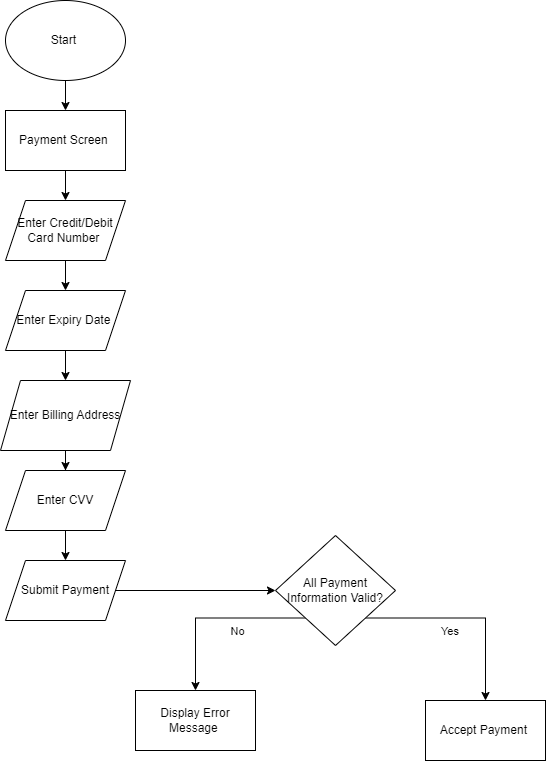 Start
Payment Screen
Enter Credit/Debit
Card Number
Enter Expiry Date
Enter Billing Address
Enter CVV
Submit Payment
All Payment
Information Valid?
No
Yes
Display Error
Message
Accept Payment